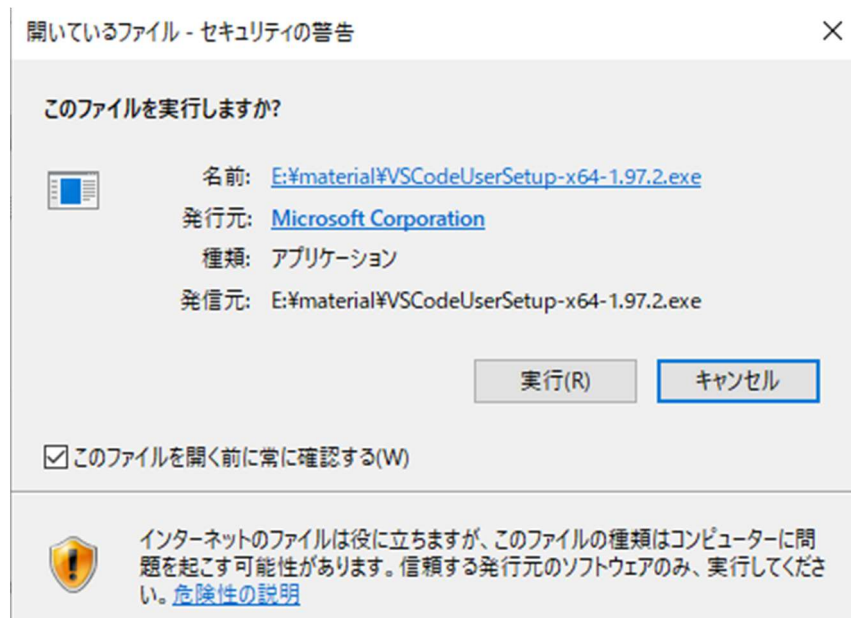 開いているファイル - セキュリティの警告
このファイルを実行しますか?
名前: E:¥material¥VSCodeUserSetup-x64-1.97.2.exe
発行元: Microsoft Corporation
種類: アプリケーション
発信元: E:¥material¥VSCodeUserSetup-x64-1.97.2.exe
実行(R) キャンセル
このファイルを開く前に常に確認する(W)
インターネットのファイルは役に立ちますが、このファイルの種類はコンピューターに問
題を起こす可能性があります。信頼する発行元のソフトウェアのみ、実行してくださ
い。危険性の説明